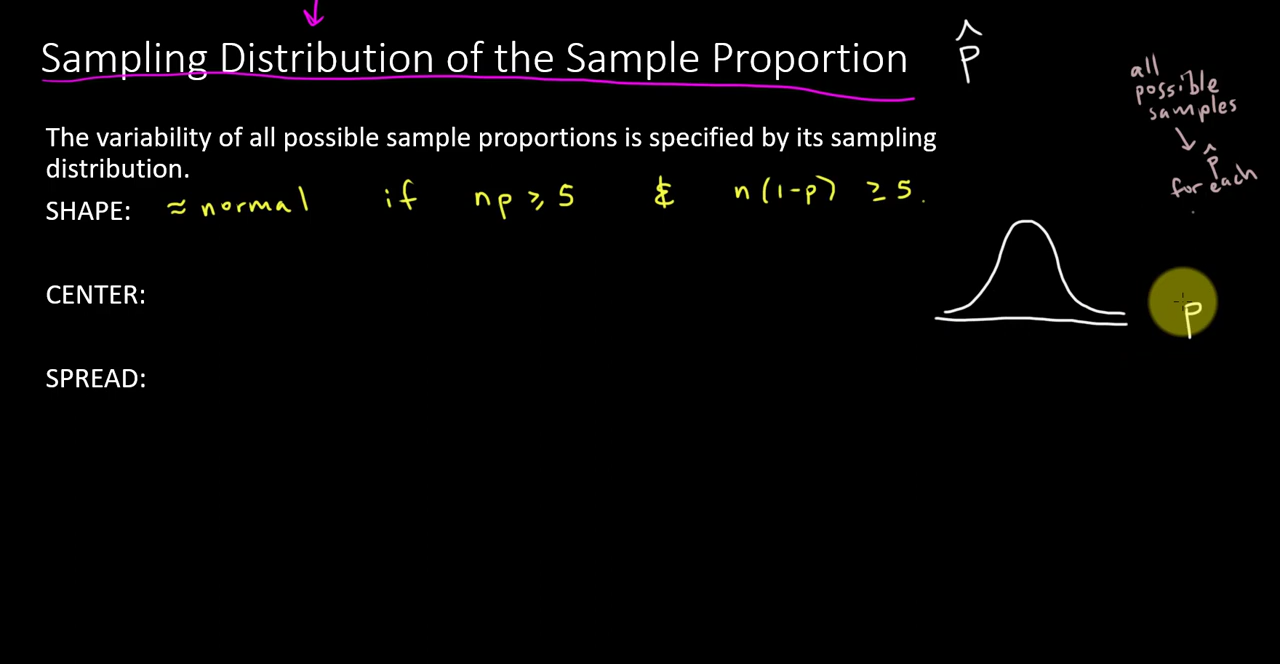 Sampling Distribution of the Sample Proportion p̂
all
possible
samples
The variability of all possible sample proportions is specified by its sampling
distribution.
p̂
for each
SHAPE: ≈ normal if np ≥ 5 & n(1-p) ≥ 5.
CENTER:
p
SPREAD: